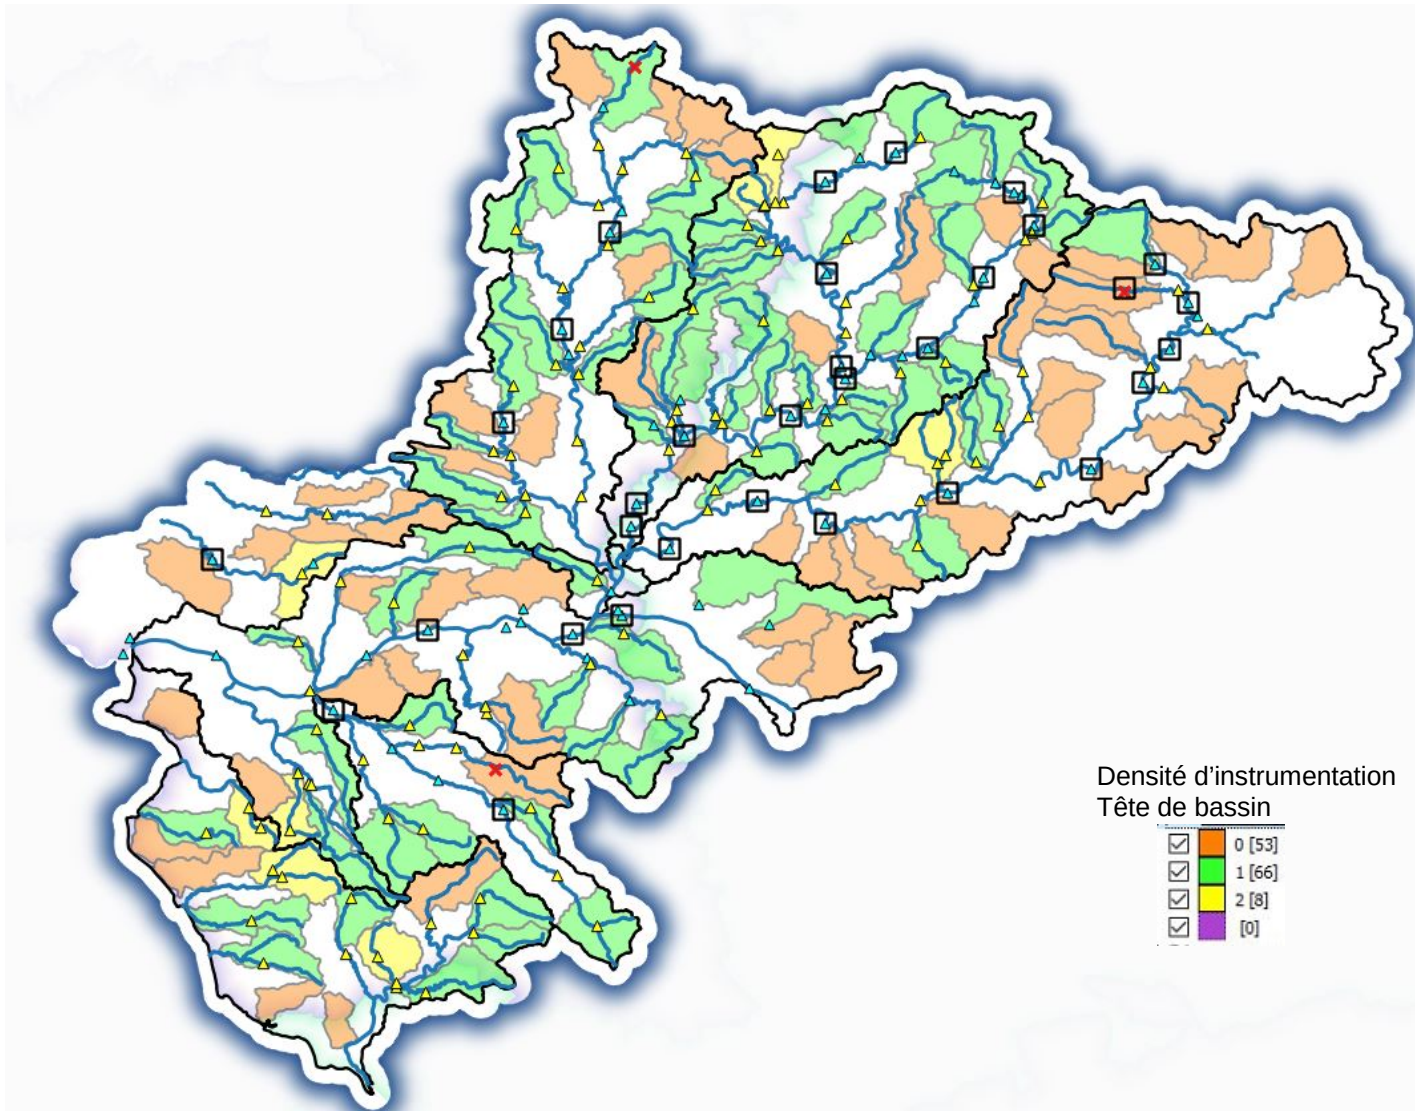 Densité d'instrumentation
Tête de bassin
0 [53]
1 [66]
2 [8]
[0]